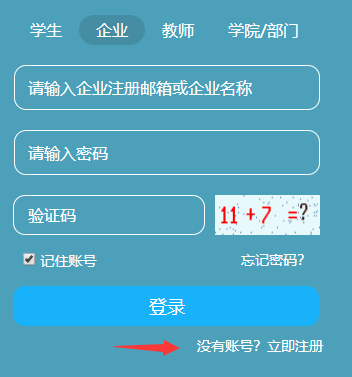 学生 企业 教师 学院/部门
请输入企业注册邮箱或企业名称
请输入密码
验证码 11+7 =?
记住账号 忘记密码?
登录
没有账号? 立即注册